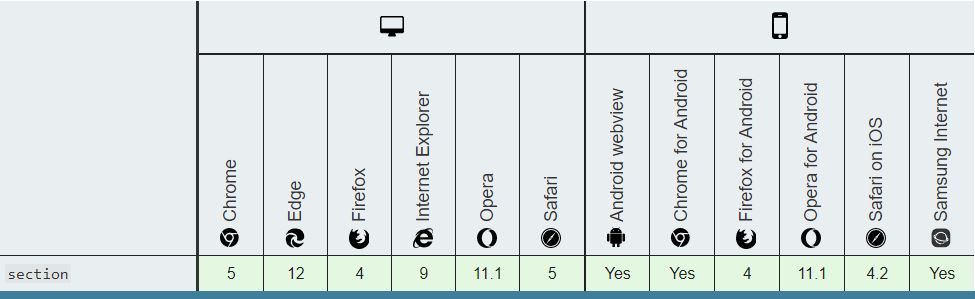 Chrome
Edge
Firefox
Internet Explorer
Opera
Safari
Android webview
Chrome for Android
Firefox for Android
Opera for Android
Safari on iOS
Samsung Internet
section 5 12 4 9 11.1 5 Yes Yes 4 11.1 4.2 Yes